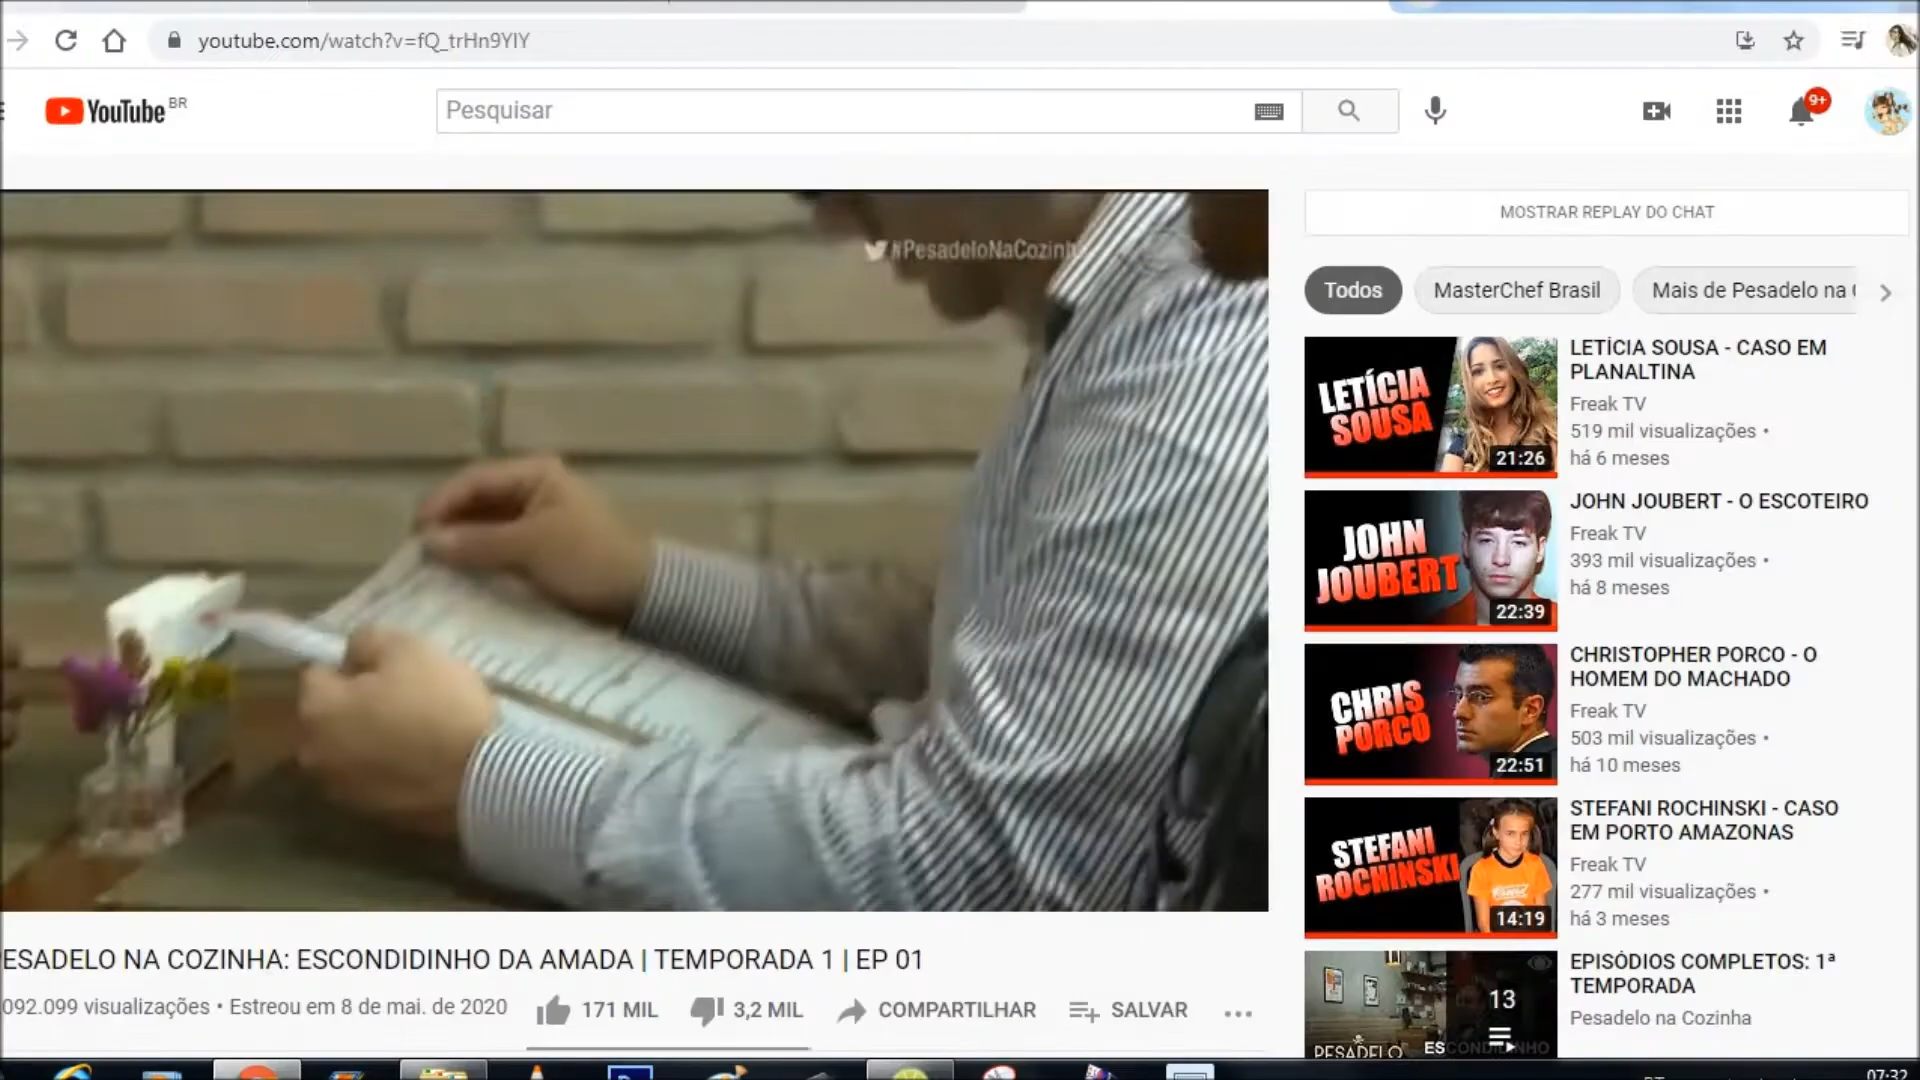 youtube.com/watch?v=fQ_trHn9YlY
YouTube BR
Pesquisar
9+
#PesadeloNaCozinh
MOSTRAR REPLAY DO CHAT
Todos
MasterChef Brasil
Mais de Pesadelo na
LETÍCIA SOUSA
21:26
LETÍCIA SOUSA - CASO EM
PLANALTINA
Freak TV
519 mil visualizações •
há 6 meses
JOHN JOUBERT
22:39
JOHN JOUBERT - O ESCOTEIRO
Freak TV
393 mil visualizações •
há 8 meses
CHRIS PORCO
22:51
CHRISTOPHER PORCO - O
HOMEM DO MACHADO
Freak TV
503 mil visualizações •
há 10 meses
STEFANI ROCHINSKI
14:19
STEFANI ROCHINSKI - CASO
EM PORTO AMAZONAS
Freak TV
277 mil visualizações •
há 3 meses
13
PESADELO
ESCONDIDINHO
EPISÓDIOS COMPLETOS: 1ª
TEMPORADA
Pesadelo na Cozinha
ESADELO NA COZINHA: ESCONDIDINHO DA AMADA | TEMPORADA 1 | EP 01
092.099 visualizações • Estreou em 8 de mai. de 2020
171 MIL
3,2 MIL
COMPARTILHAR
SALVAR
07:32